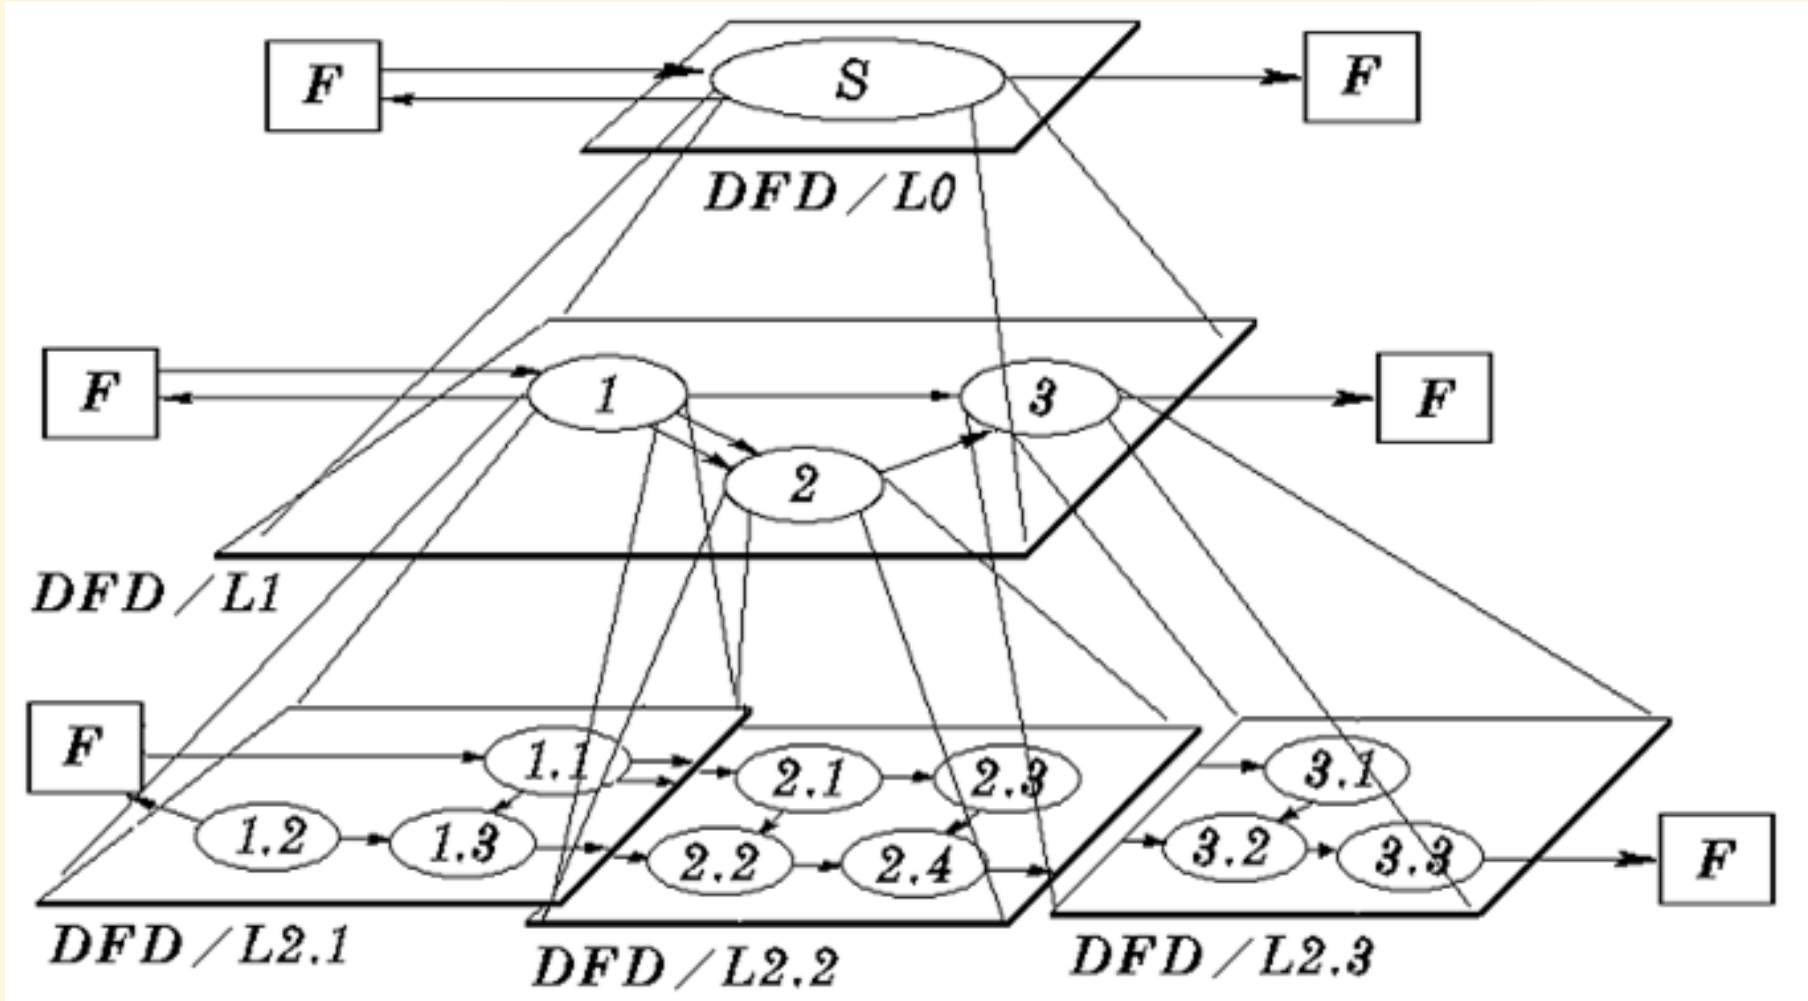 F
S
F
DFD/L0
F
1
3
F
2
DFD/L1
F
1.1
2.1
2.3
3.1
1.2
1.3
2.2
2.4
3.2
3.3
F
DFD/L2.1
DFD/L2.2
DFD/L2.3